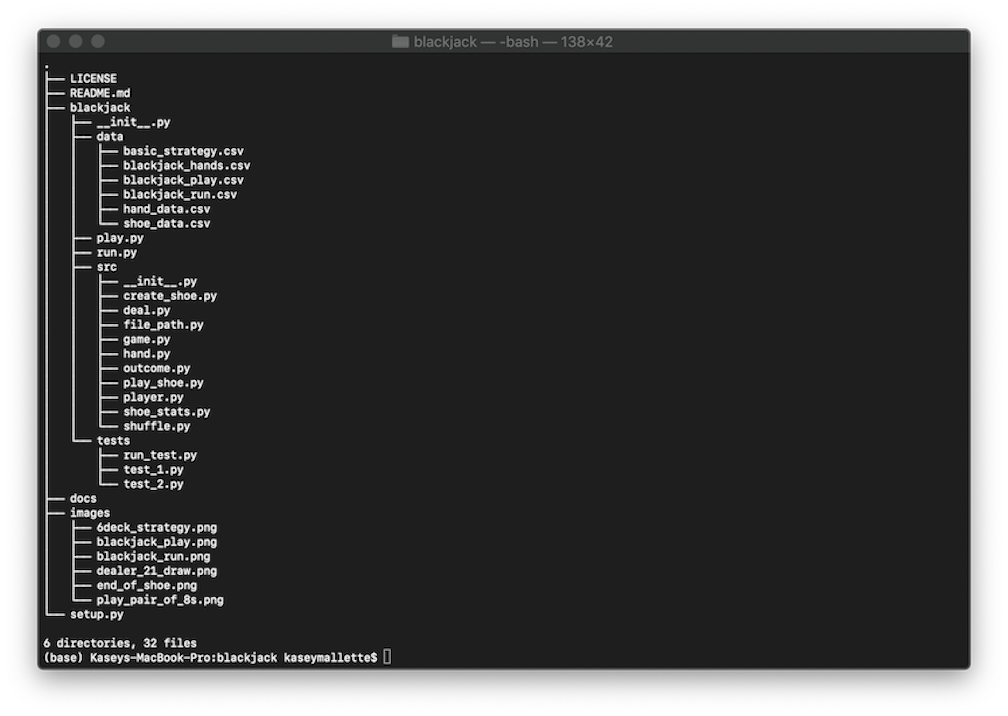 blackjack — -bash — 138×42
.
├── LICENSE
├── README.md
├── blackjack
│   ├── __init__.py
│   ├── data
│   │   ├── basic_strategy.csv
│   │   ├── blackjack_hands.csv
│   │   ├── blackjack_play.csv
│   │   ├── blackjack_run.csv
│   │   ├── hand_data.csv
│   │   └── shoe_data.csv
│   ├── play.py
│   ├── run.py
│   ├── src
│   │   ├── __init__.py
│   │   ├── create_shoe.py
│   │   ├── deal.py
│   │   ├── file_path.py
│   │   ├── game.py
│   │   ├── hand.py
│   │   ├── outcome.py
│   │   ├── play_shoe.py
│   │   ├── player.py
│   │   ├── shoe_stats.py
│   │   └── shuffle.py
│   └── tests
│       ├── run_test.py
│       ├── test_1.py
│       └── test_2.py
├── docs
├── images
│   ├── 6deck_strategy.png
│   ├── blackjack_play.png
│   ├── blackjack_run.png
│   ├── dealer_21_draw.png
│   ├── end_of_shoe.png
│   └── play_pair_of_8s.png
└── setup.py
6 directories, 32 files
(base) Kaseys-MacBook-Pro:blackjack kaseymallette$